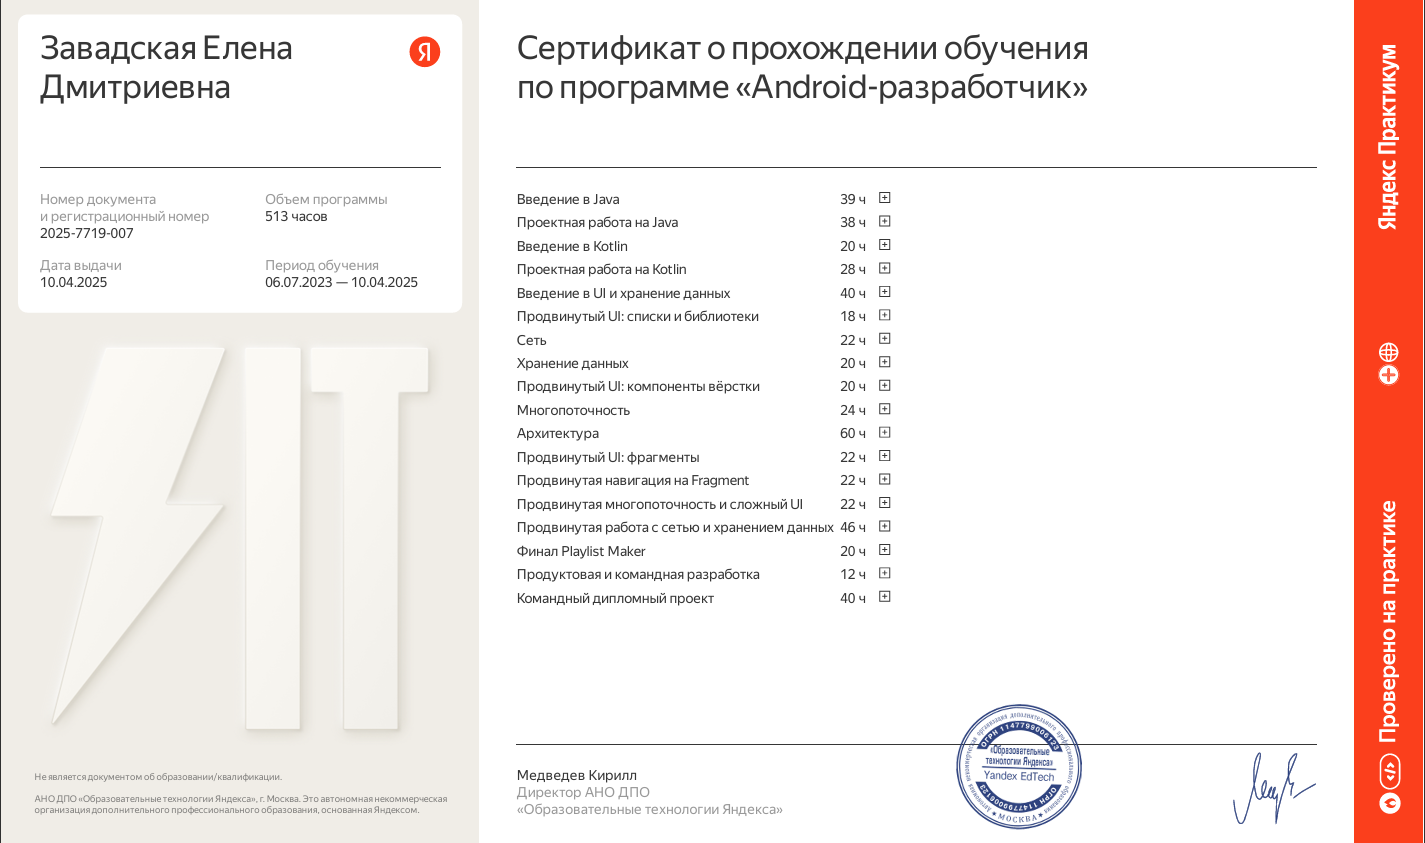 Завадская Елена
Дмитриевна
Я
Номер документа
и регистрационный номер
2025-7719-007
Объем программы
513 часов
Дата выдачи
10.04.2025
Период обучения
06.07.2023 — 10.04.2025
Не является документом об образовании/квалификации.
АНО ДПО «Образовательные технологии Яндекса», г. Москва. Это автономная некоммерческая
организация дополнительного профессионального образования, основанная Яндексом.
Сертификат о прохождении обучения
по программе «Android-разработчик»
Введение в Java 39 ч
Проектная работа на Java 38 ч
Введение в Kotlin 20 ч
Проектная работа на Kotlin 28 ч
Введение в UI и хранение данных 40 ч
Продвинутый UI: списки и библиотеки 18 ч
Сеть 22 ч
Хранение данных 20 ч
Продвинутый UI: компоненты вёрстки 20 ч
Многопоточность 24 ч
Архитектура 60 ч
Продвинутый UI: фрагменты 22 ч
Продвинутая навигация на Fragment 22 ч
Продвинутая многопоточность и сложный UI 22 ч
Продвинутая работа с сетью и хранением данных 46 ч
Финал Playlist Maker 20 ч
Продуктовая и командная разработка 12 ч
Командный дипломный проект 40 ч
Медведев Кирилл
Директор АНО ДПО
«Образовательные технологии Яндекса»
ОГРН 1147799006123
«Образовательные
технологии Яндекса»
Yandex EdTech
ОГРН 1147799006123
МОСКВА
Яндекс Практикум
Проверено на практике